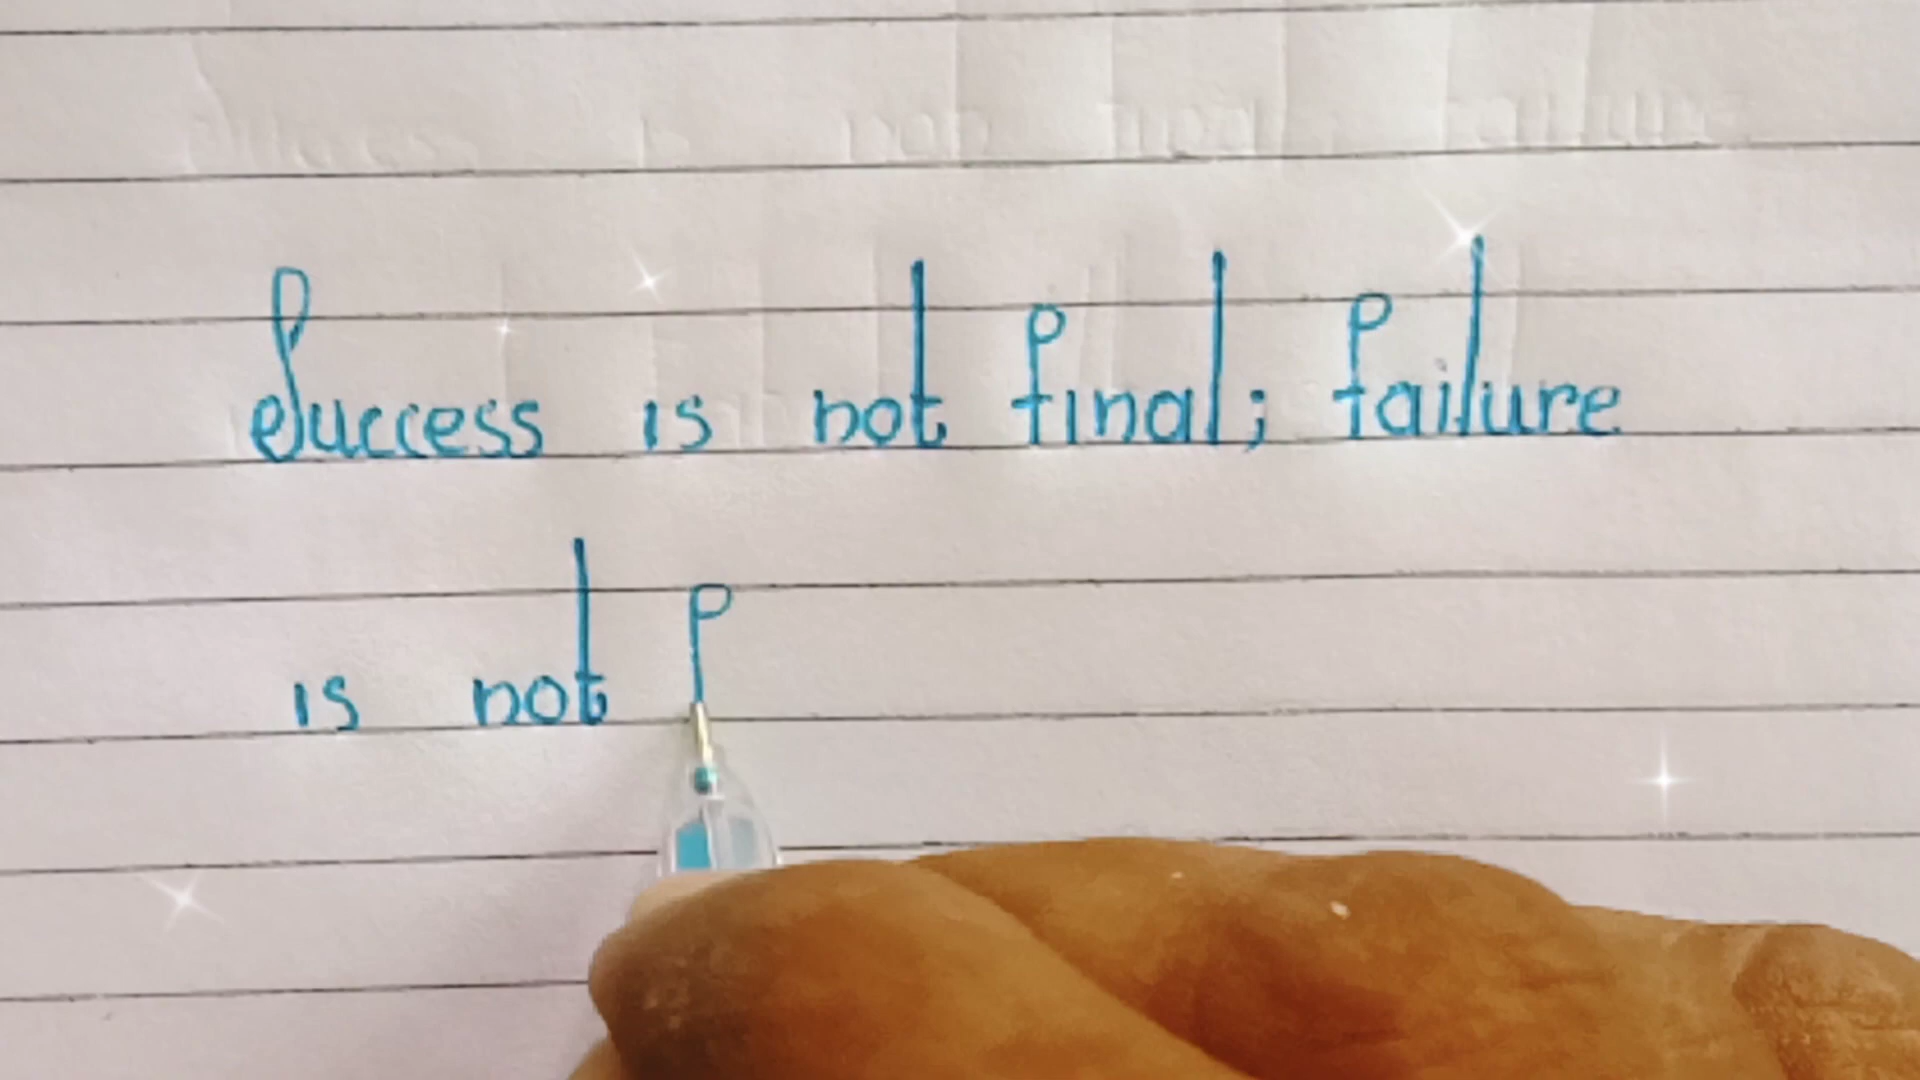 Success is not final; failure
is not f